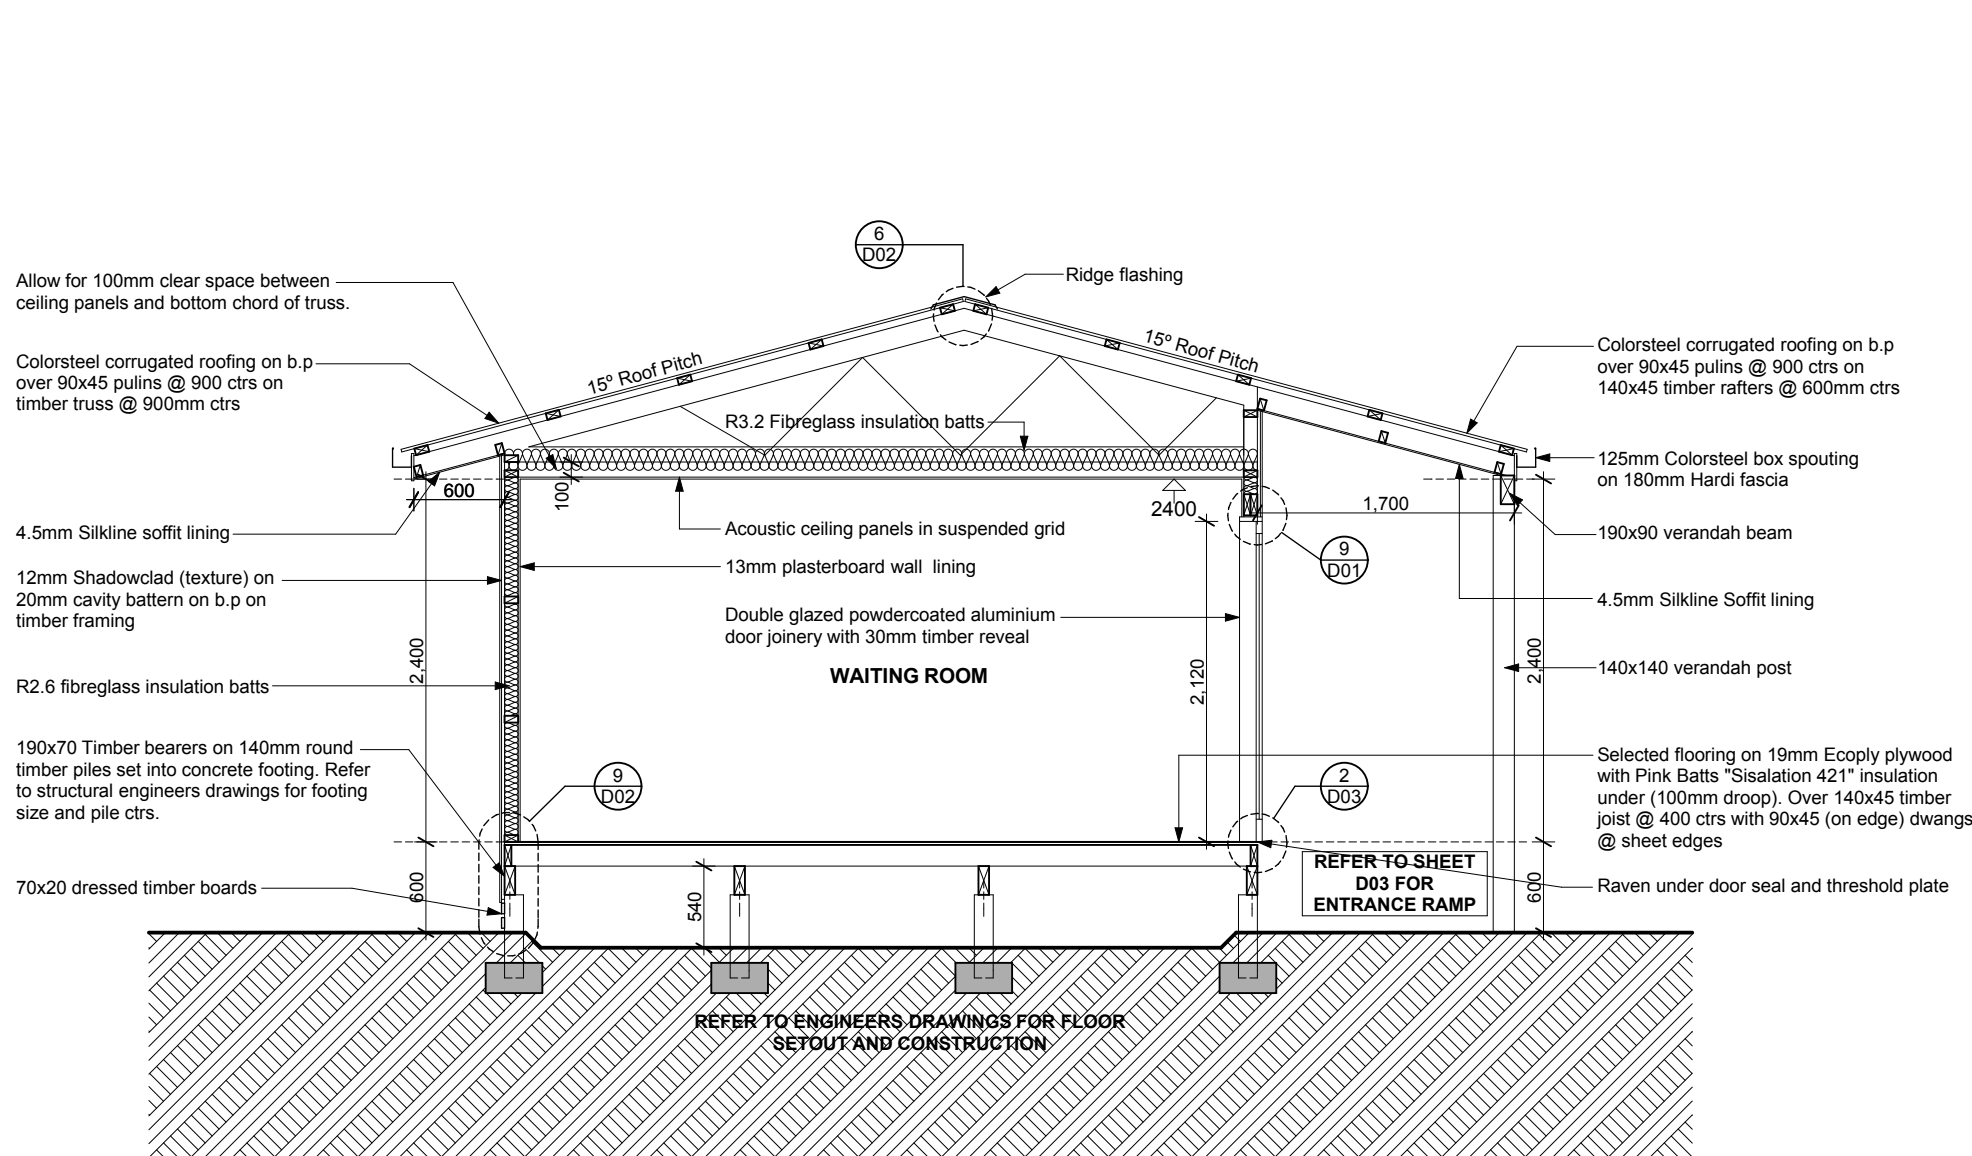 6
D02
Ridge flashing
Allow for 100mm clear space between
ceiling panels and bottom chord of truss.
Colorsteel corrugated roofing on b.p
over 90x45 pulins @ 900 ctrs on
timber truss @ 900mm ctrs
15º Roof Pitch
15º Roof Pitch
Colorsteel corrugated roofing on b.p
over 90x45 pulins @ 900 ctrs on
140x45 timber rafters @ 600mm ctrs
R3.2 Fibreglass insulation batts
125mm Colorsteel box spouting
on 180mm Hardi fascia
600
100
2400
1,700
4.5mm Silkline soffit lining
Acoustic ceiling panels in suspended grid
190x90 verandah beam
9
D01
13mm plasterboard wall lining
12mm Shadowclad (texture) on
20mm cavity battern on b.p on
timber framing
4.5mm Silkline Soffit lining
Double glazed powdercoated aluminium
door joinery with 30mm timber reveal
2,400
WAITING ROOM
2,120
2,400
140x140 verandah post
R2.6 fibreglass insulation batts
190x70 Timber bearers on 140mm round
timber piles set into concrete footing. Refer
to structural engineers drawings for footing
size and pile ctrs.
9
D02
2
D03
Selected flooring on 19mm Ecoply plywood
with Pink Batts "Sisalation 421" insulation
under (100mm droop). Over 140x45 timber
joist @ 400 ctrs with 90x45 (on edge) dwangs
@ sheet edges
70x20 dressed timber boards
600
540
REFER TO SHEET
D03 FOR
ENTRANCE RAMP
600
Raven under door seal and threshold plate
REFER TO ENGINEERS DRAWINGS FOR FLOOR
SETOUT AND CONSTRUCTION